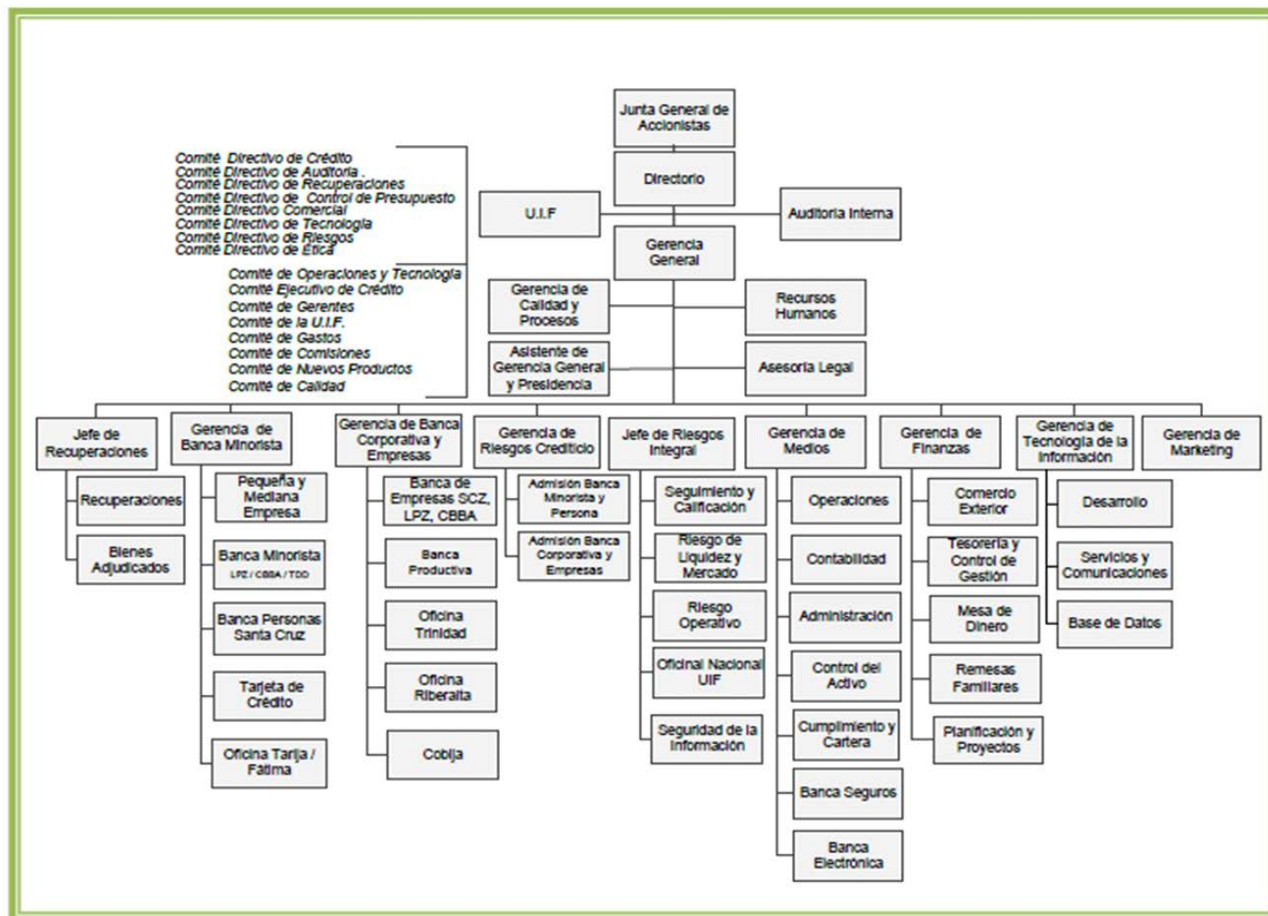 Junta General de
Accionistas
Comité Directivo de Crédito
Comité Directivo de Auditoria .
Comité Directivo de Recuperaciones
Comité Directivo de Control de Presupuesto
Comité Directivo Comercial
Comité Directivo de Tecnología
Comité Directivo de Riesgos
Comité Directivo de Ética
Directorio
U.I.F
Auditoria Interna
Gerencia
General
Comité de Operaciones y Tecnología
Comité Ejecutivo de Crédito
Comité de Gerentes
Comité de la U.I.F.
Comité de Gastos
Comité de Comisiones
Comité de Nuevos Productos
Comité de Calidad
Gerencia de
Calidad y
Procesos
Recursos
Humanos
Asistente de
Gerencia General
y Presidencia
Asesoría Legal
Jefe de
Recuperaciones
Gerencia de
Banca Minorista
Gerencia de Banca
Corporativa y
Empresas
Gerencia de
Riesgos Crediticio
Jefe de Riesgos
Integral
Gerencia de
Medios
Gerencia de
Finanzas
Gerencia de
Tecnología de la
Información
Gerencia de
Marketing
Recuperaciones
Bienes
Adjudicados
Pequeña y
Mediana
Empresa
Banca Minorista
LPZ / CBBA / TDD
Banca Personas
Santa Cruz
Tarjeta de
Crédito
Oficina Tarija /
Fátima
Banca de
Empresas SCZ,
LPZ, CBBA
Banca
Productiva
Oficina
Trinidad
Oficina
Riberalta
Cobija
Admisión Banca
Minorista y
Persona
Admisión Banca
Corporativa y
Empresas
Seguimiento y
Calificación
Riesgo de
Liquidez y
Mercado
Riesgo
Operativo
Oficinal Nacional
UIF
Seguridad de la
Información
Operaciones
Contabilidad
Administración
Control del
Activo
Cumplimiento y
Cartera
Banca Seguros
Banca
Electrónica
Comercio
Exterior
Tesorería y
Control de
Gestión
Mesa de
Dinero
Remesas
Familiares
Planificación y
Proyectos
Desarrollo
Servicios y
Comunicaciones
Base de Datos